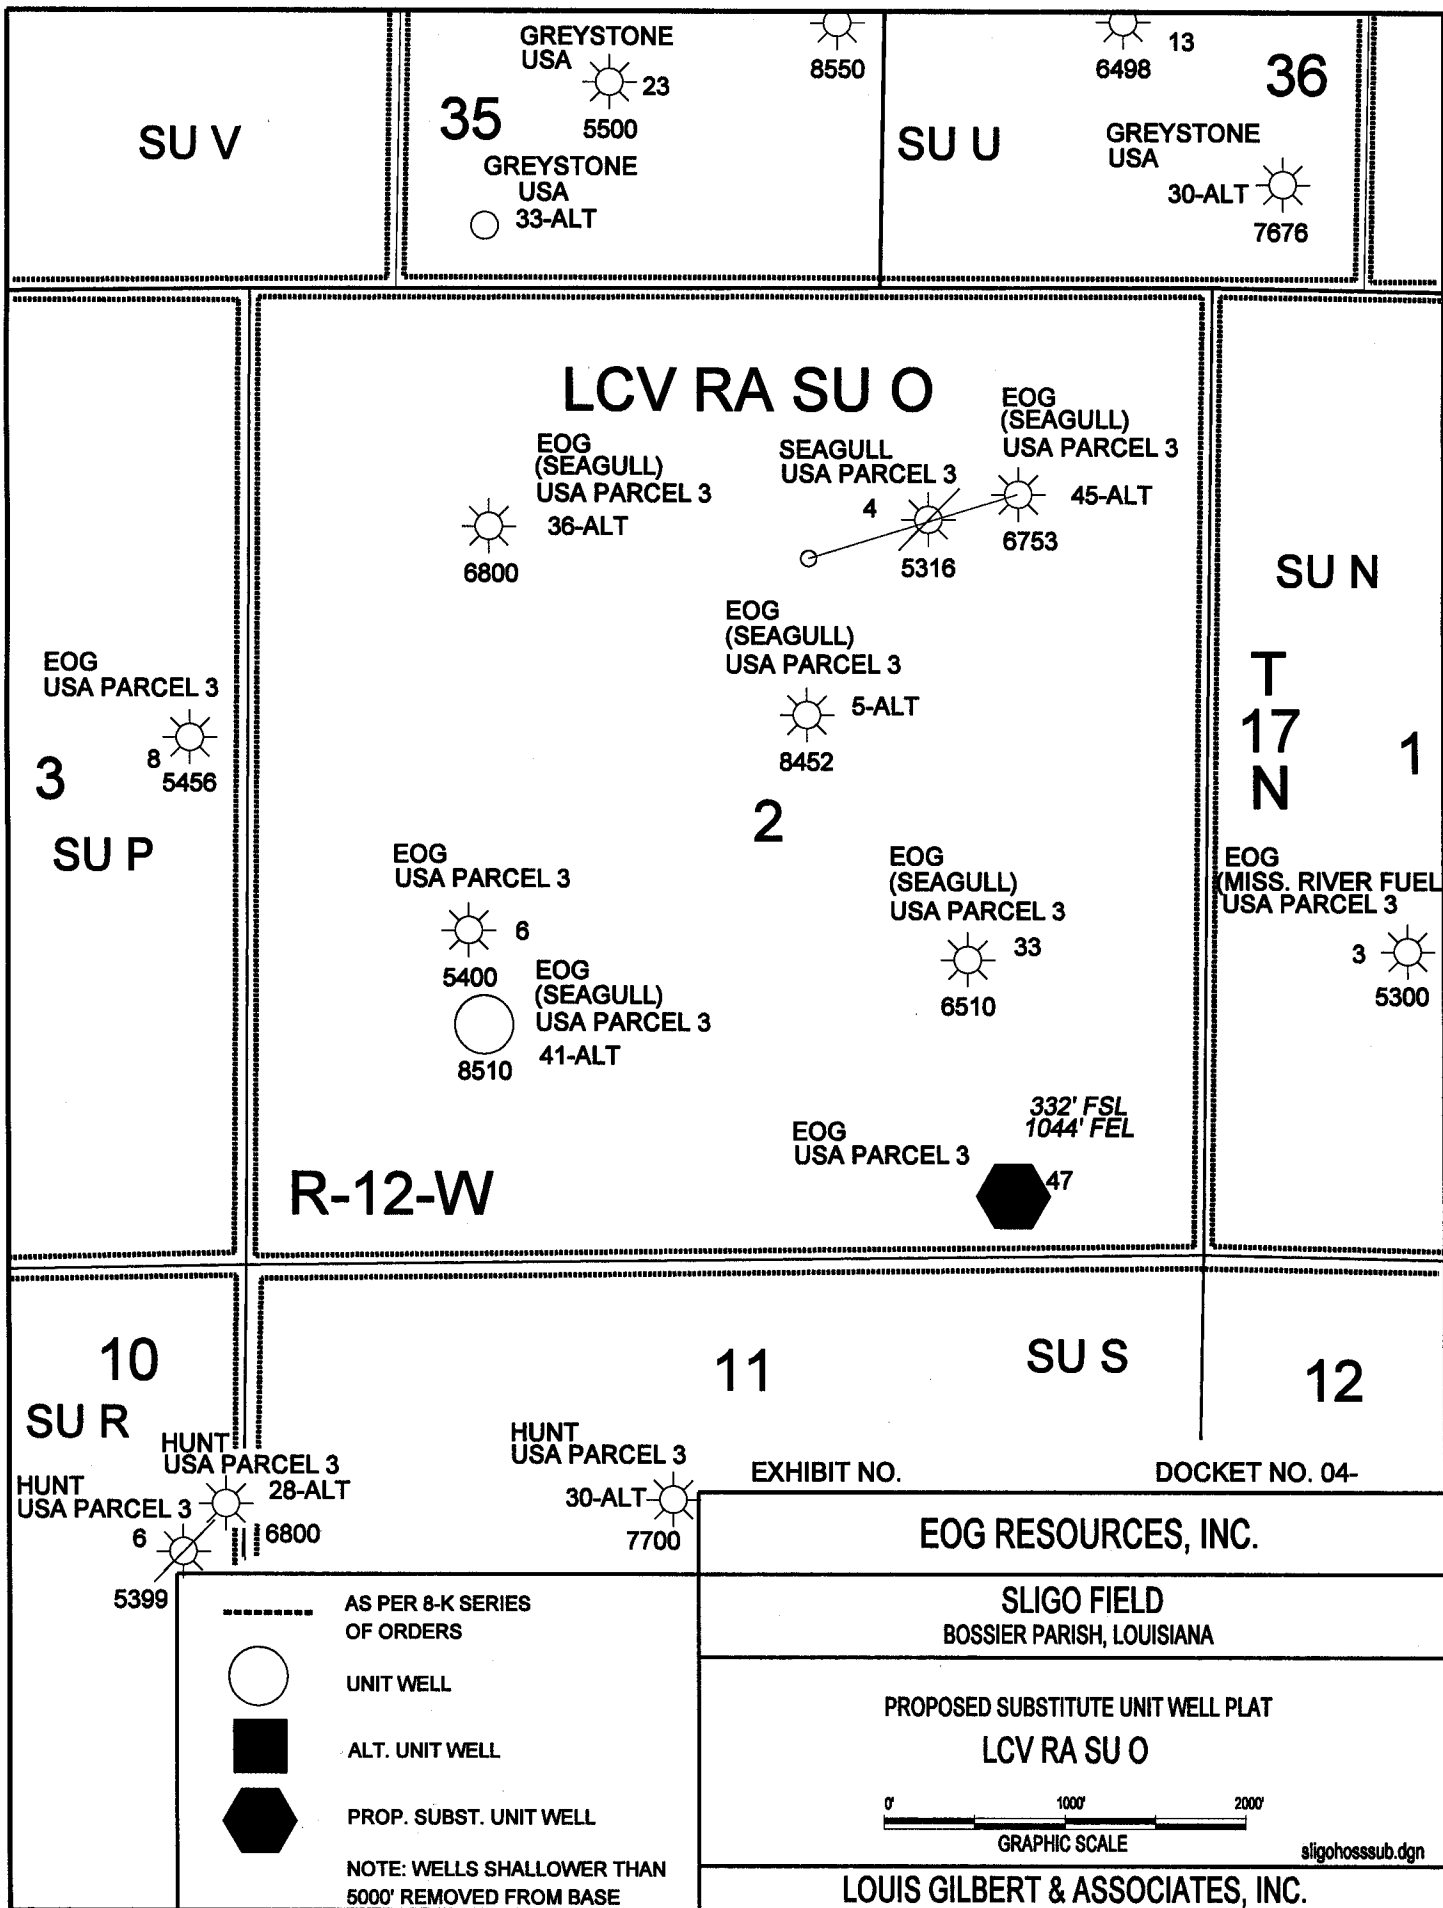 GREYSTONE
USA
23
5500
35
GREYSTONE
USA
33-ALT
SU V
8550
13
6498
36
SU U
GREYSTONE
USA
30-ALT
7676
LCV RA SU O
EOG
(SEAGULL)
USA PARCEL 3
36-ALT
6800
SEAGULL
USA PARCEL 3
4
5316
EOG
(SEAGULL)
USA PARCEL 3
45-ALT
6753
SU N
EOG
(SEAGULL)
USA PARCEL 3
5-ALT
8452
EOG
USA PARCEL 3
8
5456
3
SU P
T
17
N
1
2
EOG
USA PARCEL 3
6
5400
EOG
(SEAGULL)
USA PARCEL 3
41-ALT
8510
EOG
(SEAGULL)
USA PARCEL 3
33
6510
EOG
(MISS. RIVER FUEL
USA PARCEL 3
3
5300
332' FSL
1044' FEL
EOG
USA PARCEL 3
47
R-12-W
10
SU R
11
SU S
12
HUNT
USA PARCEL 3
28-ALT
6800
HUNT
USA PARCEL 3
6
5399
HUNT
USA PARCEL 3
30-ALT
7700
EXHIBIT NO.
DOCKET NO. 04-
EOG RESOURCES, INC.
SLIGO FIELD
BOSSIER PARISH, LOUISIANA
PROPOSED SUBSTITUTE UNIT WELL PLAT
LCV RA SU O
0' 1000' 2000'
GRAPHIC SCALE
sligohosssub.dgn
LOUIS GILBERT & ASSOCIATES, INC.
AS PER 8-K SERIES
OF ORDERS
UNIT WELL
ALT. UNIT WELL
PROP. SUBST. UNIT WELL
NOTE: WELLS SHALLOWER THAN
5000' REMOVED FROM BASE